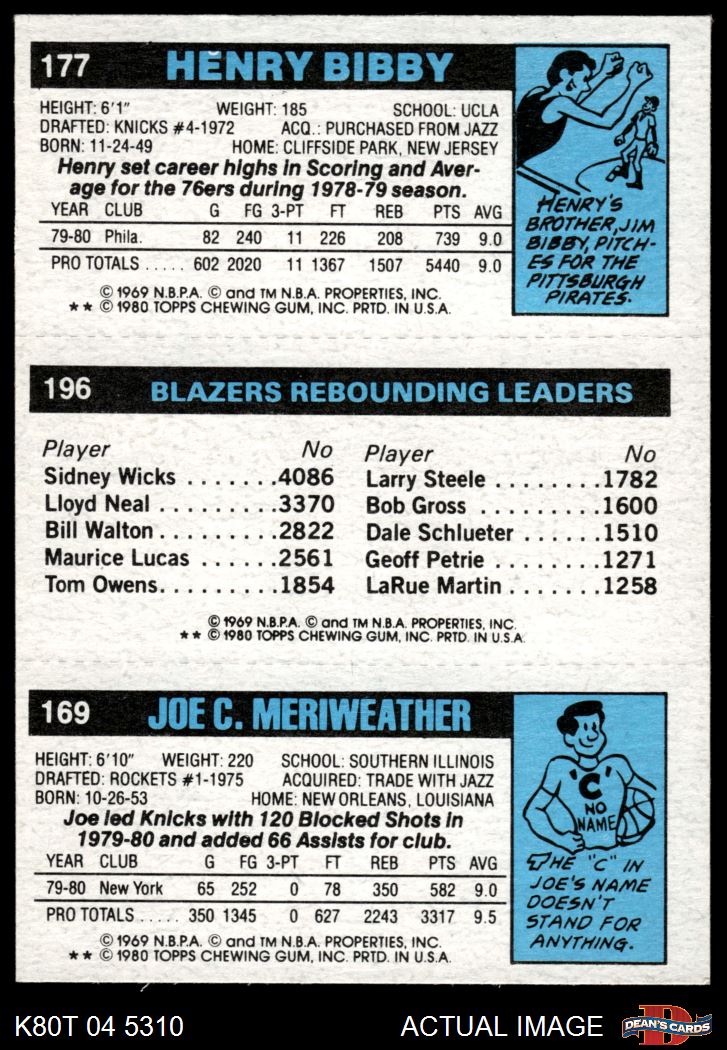 177 HENRY BIBBY
HEIGHT: 6'1" WEIGHT: 185 SCHOOL: UCLA
DRAFTED: KNICKS #4-1972 ACQ.: PURCHASED FROM JAZZ
BORN: 11-24-49 HOME: CLIFFSIDE PARK, NEW JERSEY
Henry set career highs in Scoring and Aver-
age for the 76ers during 1978-79 season.
YEAR CLUB G FG 3-PT FT REB PTS AVG
79-80 Phila. 82 240 11 226 208 739 9.0
PRO TOTALS ..... 602 2020 11 1367 1507 5440 9.0
© 1969 N.B.P.A. © and TM N.B.A. PROPERTIES, INC.
★★ © 1980 TOPPS CHEWING GUM, INC. PRTD. IN U.S.A.
HENRY'S
BROTHER, JIM
BIBBY, PITCH-
ES FOR THE
PITTSBURGH
PIRATES.
196 BLAZERS REBOUNDING LEADERS
Player No Player No
Sidney Wicks .......4086 Larry Steele ........1782
Lloyd Neal ..........3370 Bob Gross .........1600
Bill Walton..........2822 Dale Schlueter ......1510
Maurice Lucas .......2561 Geoff Petrie ........1271
Tom Owens.........1854 LaRue Martin .......1258
© 1969 N.B.P.A. © and TM N.B.A. PROPERTIES, INC.
★★ © 1980 TOPPS CHEWING GUM, INC. PRTD. IN U.S.A.
169 JOE C. MERIWEATHER
HEIGHT: 6'10" WEIGHT: 220 SCHOOL: SOUTHERN ILLINOIS
DRAFTED: ROCKETS #1-1975 ACQUIRED: TRADE WITH JAZZ
BORN: 10-26-53 HOME: NEW ORLEANS, LOUISIANA
Joe led Knicks with 120 Blocked Shots in
1979-80 and added 66 Assists for club.
YEAR CLUB G FG 3-PT FT REB PTS AVG
79-80 New York 65 252 0 78 350 582 9.0
PRO TOTALS ..... 350 1345 0 627 2243 3317 9.5
© 1969 N.B.P.A. © and TM N.B.A. PROPERTIES, INC.
★★ © 1980 TOPPS CHEWING GUM, INC. PRTD. IN U.S.A.
'C'
NO
NAME
THE "C" IN
JOE'S NAME
DOESN'T
STAND FOR
ANYTHING.
K80T 04 5310 ACTUAL IMAGE D DEAN'S CARDS